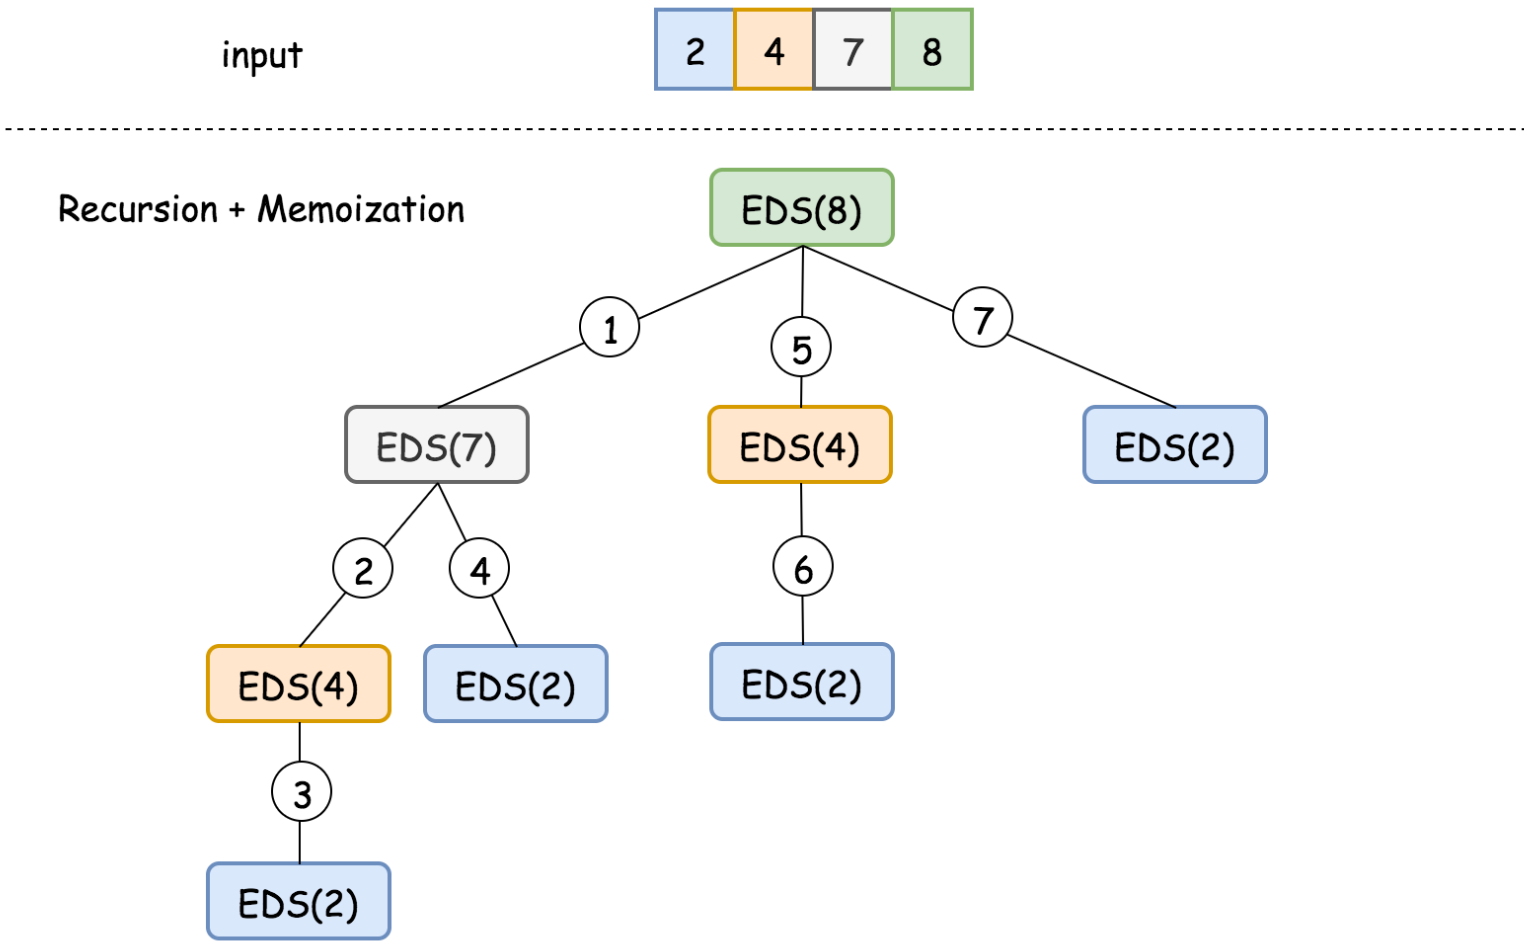 input 2 4 7 8
Recursion + Memoization EDS(8)
1 5 7
EDS(7) EDS(4) EDS(2)
2 4 6
EDS(4) EDS(2) EDS(2)
3
EDS(2)